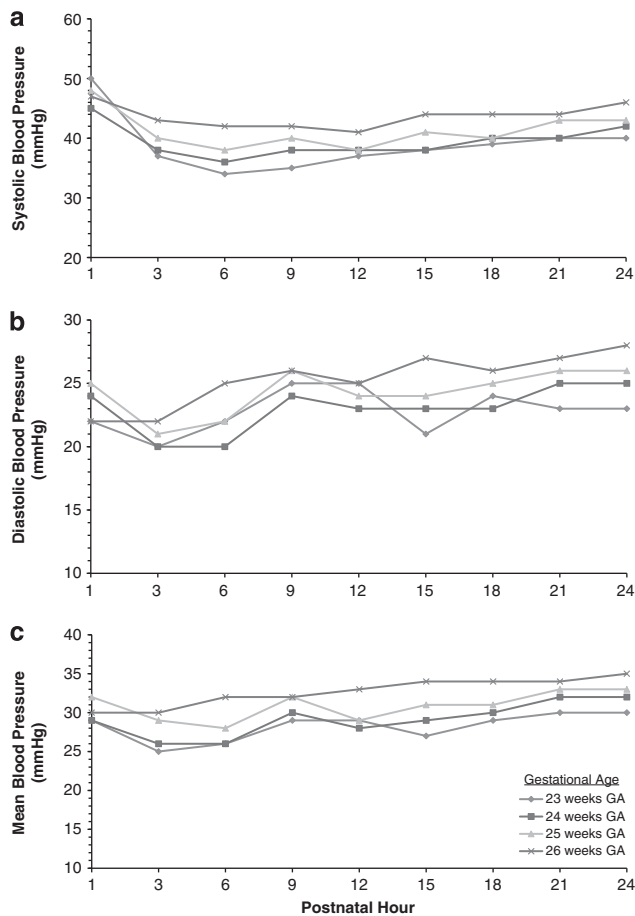 a
Systolic Blood Pressure
(mmHg)
60
50
40
30
20
1 3 6 9 12 15 18 21 24
b
Diastolic Blood Pressure
(mmHg)
30
25
20
15
10
1 3 6 9 12 15 18 21 24
c
Mean Blood Pressure
(mmHg)
40
35
30
25
30
15
10
Gestational Age
23 weeks GA
24 weeks GA
25 weeks GA
26 weeks GA
1 3 6 9 12 15 18 21 24
Postnatal Hour